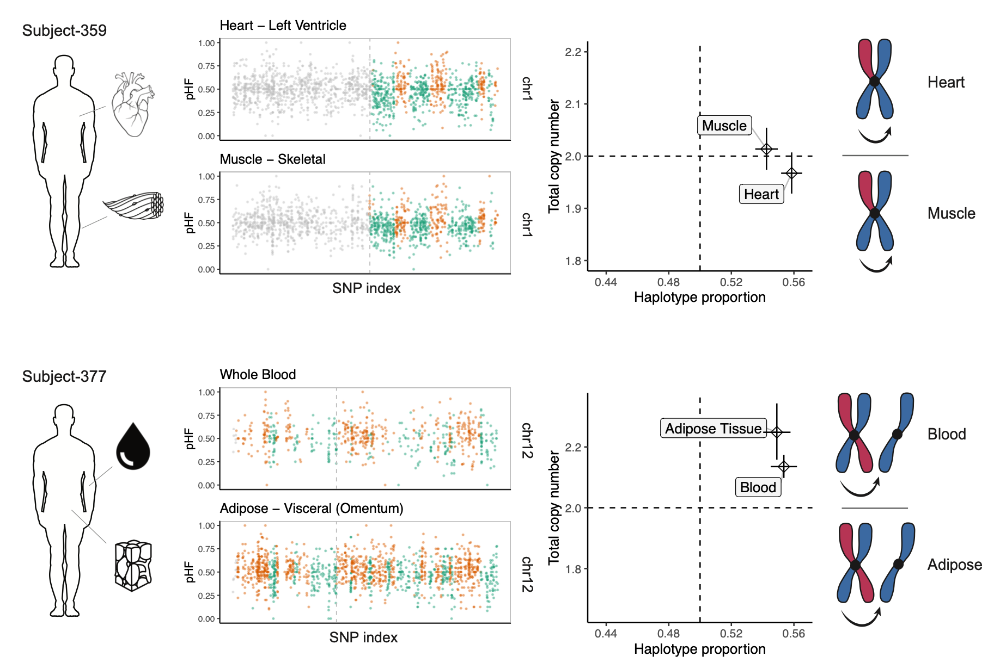 Subject-359
Heart – Left Ventricle
1.00
0.75
0.50
0.25
0.00
pHF
chr1
Muscle – Skeletal
1.00
0.75
0.50
0.25
0.00
pHF
chr1
SNP index
2.2
2.1
2.0
1.9
1.8
Total copy number
Muscle
Heart
0.44 0.48 0.52 0.56
Haplotype proportion
Heart
Muscle
Subject-377
Whole Blood
1.00
0.75
0.50
0.25
0.00
pHF
chr12
Adipose – Visceral (Omentum)
1.00
0.75
0.50
0.25
0.00
pHF
chr12
SNP index
2.2
2.0
1.8
Total copy number
Adipose Tissue
Blood
0.44 0.48 0.52 0.56
Haplotype proportion
Blood
Adipose